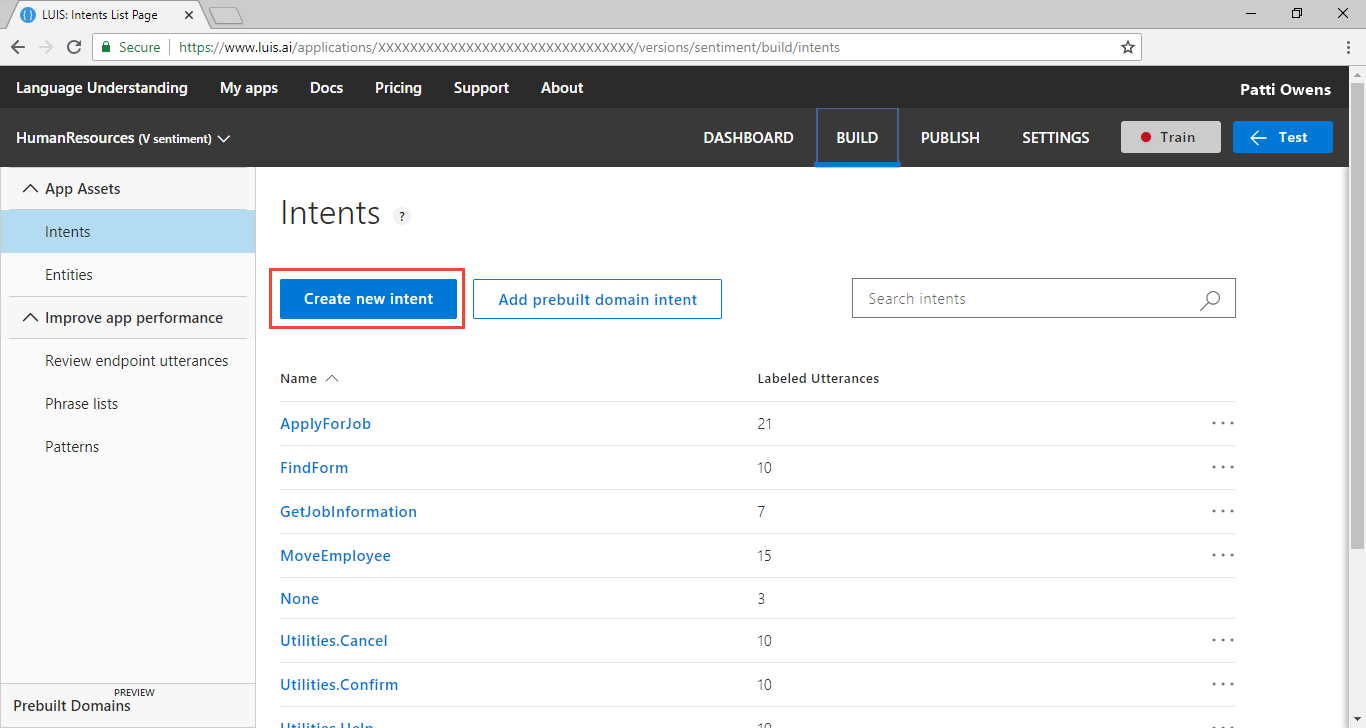 LUIS: Intents List Page
Secure https://www.luis.ai/applications/XXXXXXXXXXXXXXXXXXXXXXXXXXXXXXXX/versions/sentiment/build/intents
Language Understanding My apps Docs Pricing Support About Patti Owens
HumanResources (V sentiment) DASHBOARD BUILD PUBLISH SETTINGS Train Test
App Assets
Intents
Entities
Improve app performance
Review endpoint utterances
Phrase lists
Patterns
PREVIEW
Prebuilt Domains
Intents ?
Create new intent Add prebuilt domain intent Search intents
Name Labeled Utterances
ApplyForJob 21
FindForm 10
GetJobInformation 7
MoveEmployee 15
None 3
Utilities.Cancel 10
Utilities.Confirm 10
Utilities.Help 10